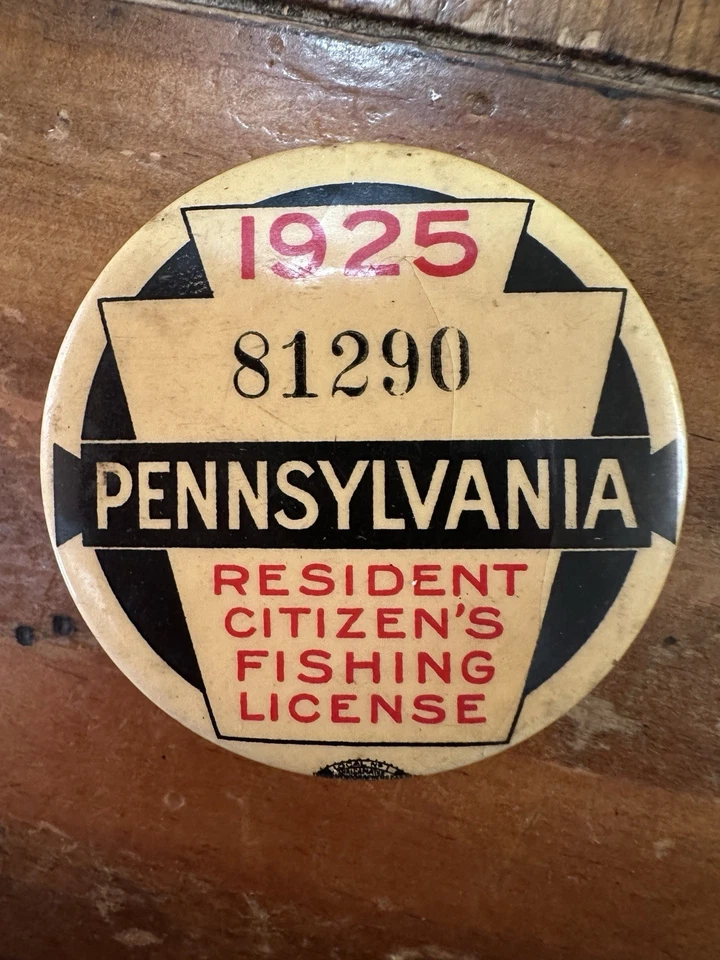 1925
81290
PENNSYLVANIA
RESIDENT
CITIZEN'S
FISHING
LICENSE